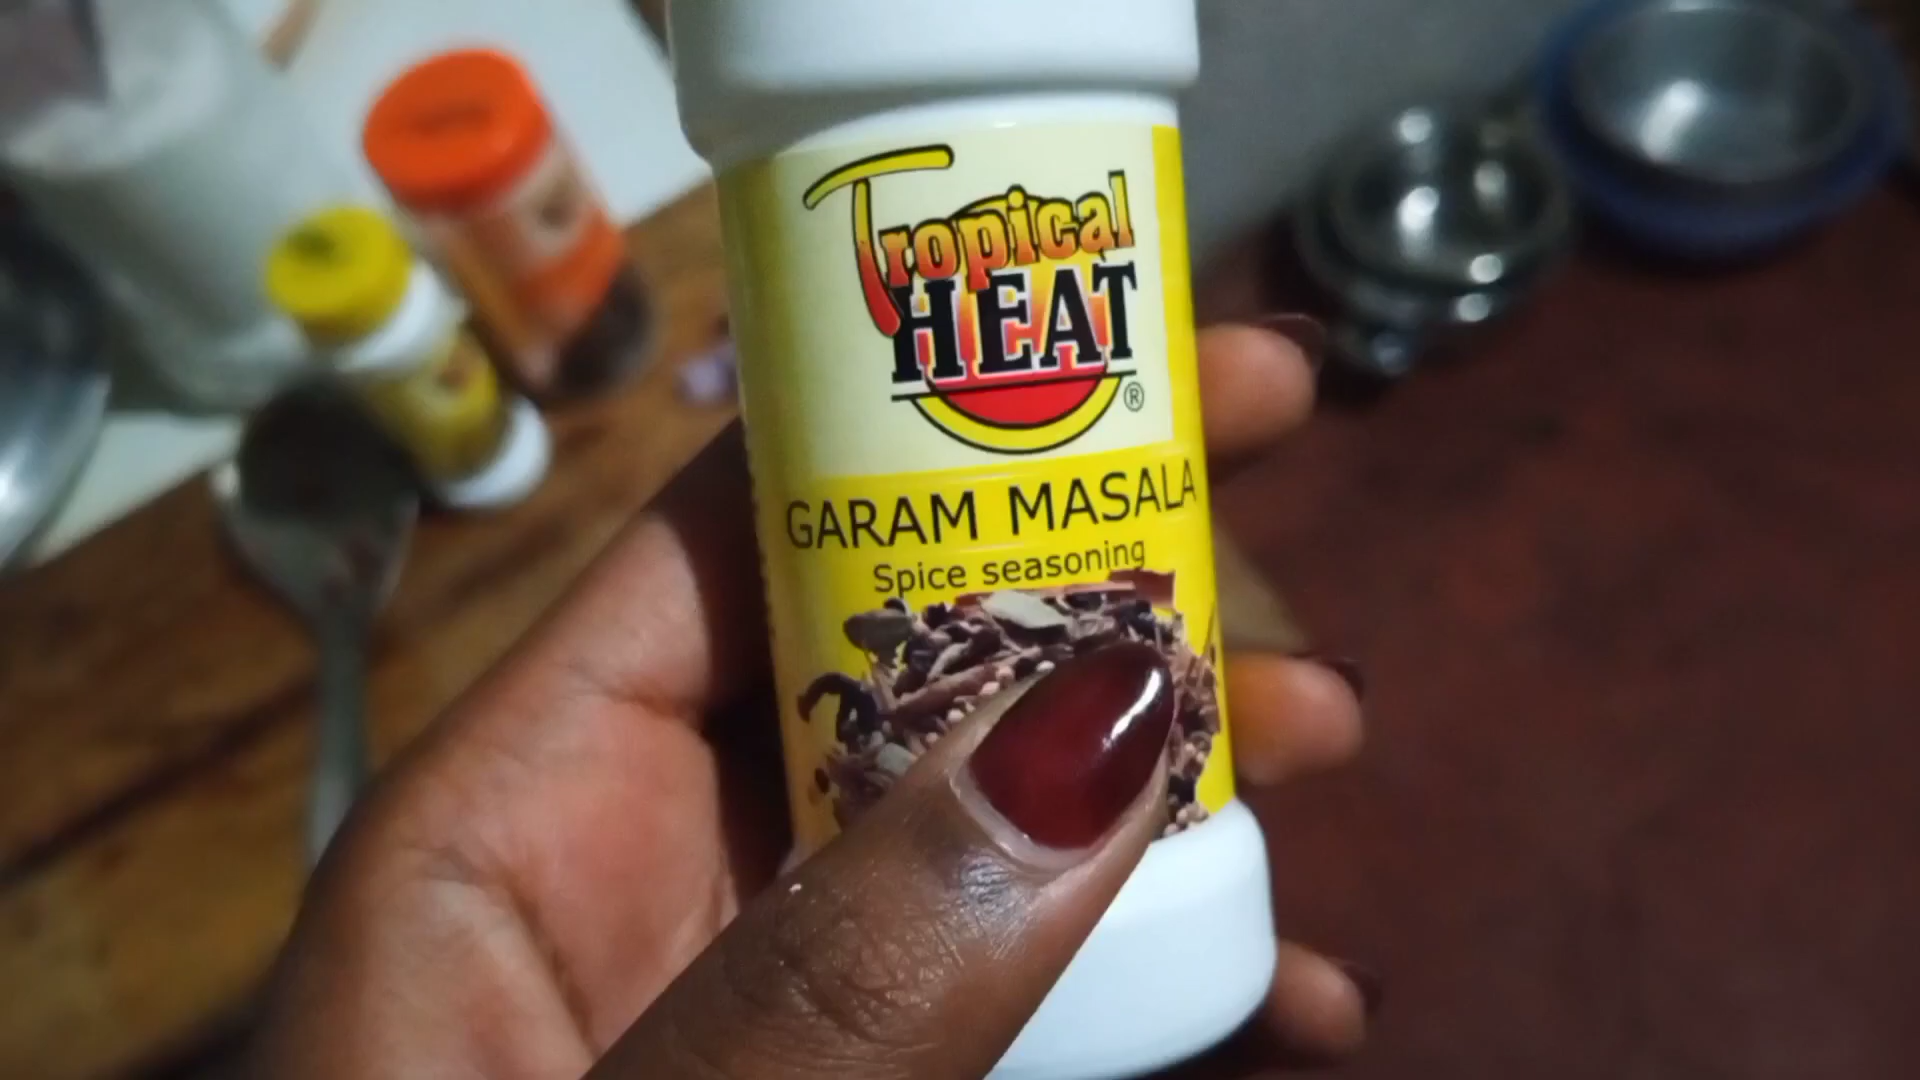 Tropical
HEAT
®
GARAM MASALA
Spice seasoning